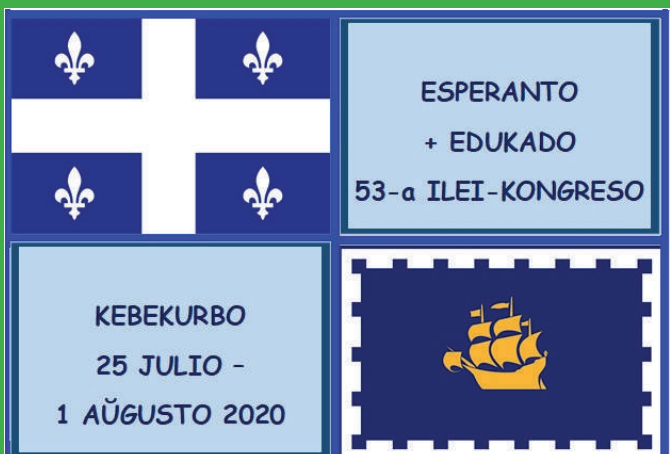 ESPERANTO
+ EDUKADO
53-a ILEI-KONGRESO
KEBEKURBO
25 JULIO –
1 AŬGUSTO 2020